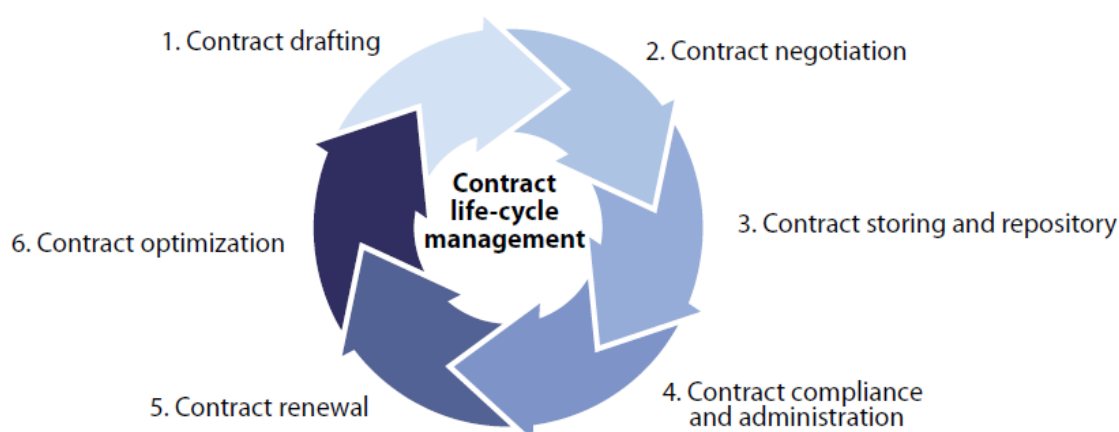 1. Contract drafting
2. Contract negotiation
3. Contract storing and repository
4. Contract compliance
and administration
5. Contract renewal
6. Contract optimization
Contract
life-cycle
management